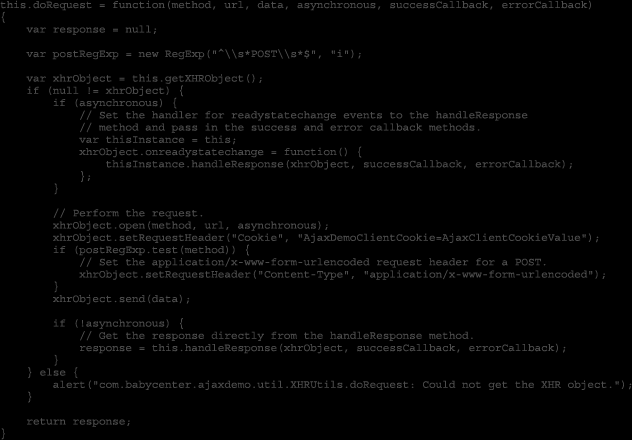 this.doRequest = function(method, url, data, asynchronous, successCallback, errorCallback)
{
    var response = null;

    var postRegExp = new RegExp("^\\s*POST\\s*$", "i");

    var xhrObject = this.getXHRObject();
    if (null != xhrObject) {
        if (asynchronous) {
            // Set the handler for readystatechange events to the handleResponse
            // method and pass in the success and error callback methods.
            var thisInstance = this;
            xhrObject.onreadystatechange = function() {
                thisInstance.handleResponse(xhrObject, successCallback, errorCallback);
            };
        }

        // Perform the request.
        xhrObject.open(method, url, asynchronous);
        xhrObject.setRequestHeader("Cookie", "AjaxDemoClientCookie=AjaxClientCookieValue");
        if (postRegExp.test(method)) {
            // Set the application/x-www-form-urlencoded request header for a POST.
            xhrObject.setRequestHeader("Content-Type", "application/x-www-form-urlencoded");
        }
        xhrObject.send(data);

        if (!asynchronous) {
            // Get the response directly from the handleResponse method.
            response = this.handleResponse(xhrObject, successCallback, errorCallback);
        }
    } else {
        alert("com.babycenter.ajaxdemo.util.XHRUtils.doRequest: Could not get the XHR object.");
    }

    return response;
}